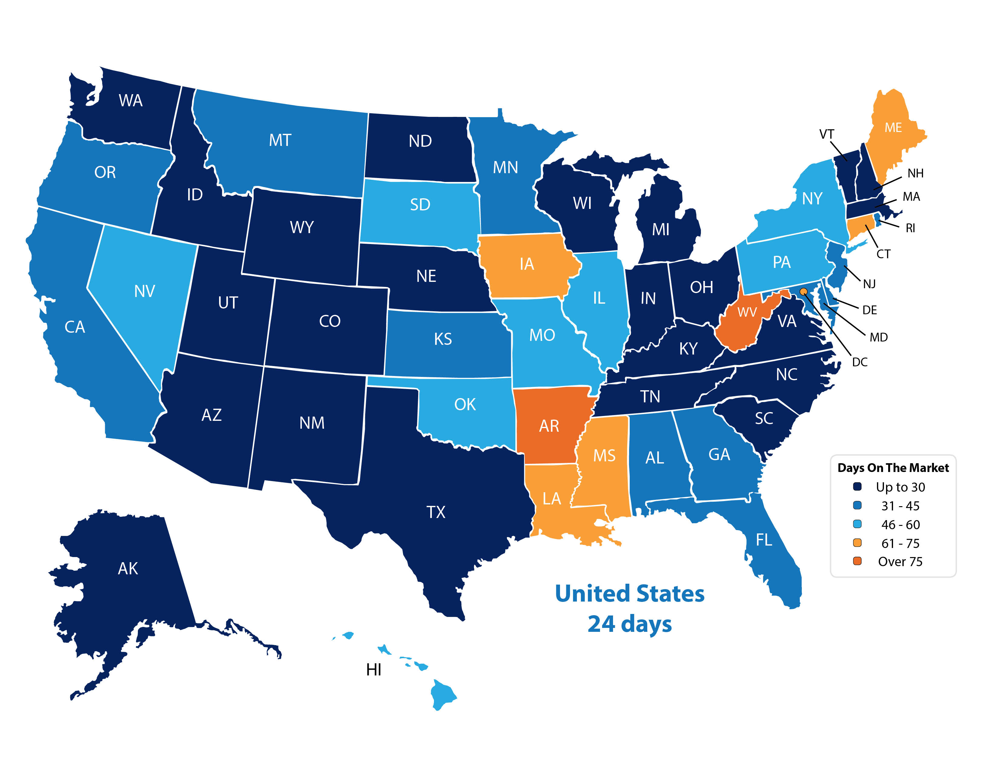 WA
MT
ND
MN
OR
ID
WY
SD
WI
MI
VT
ME
NH
NY
MA
RI
CT
IA
NE
PA
NJ
NV
UT
CO
IL
IN
OH
WV
VA
DE
MD
DC
CA
KS
MO
KY
NC
TN
AZ
NM
OK
AR
SC
MS
AL
GA
LA
TX
FL
AK
HI
Days On The Market
Up to 30
31 - 45
46 - 60
61 - 75
Over 75
United States
24 days